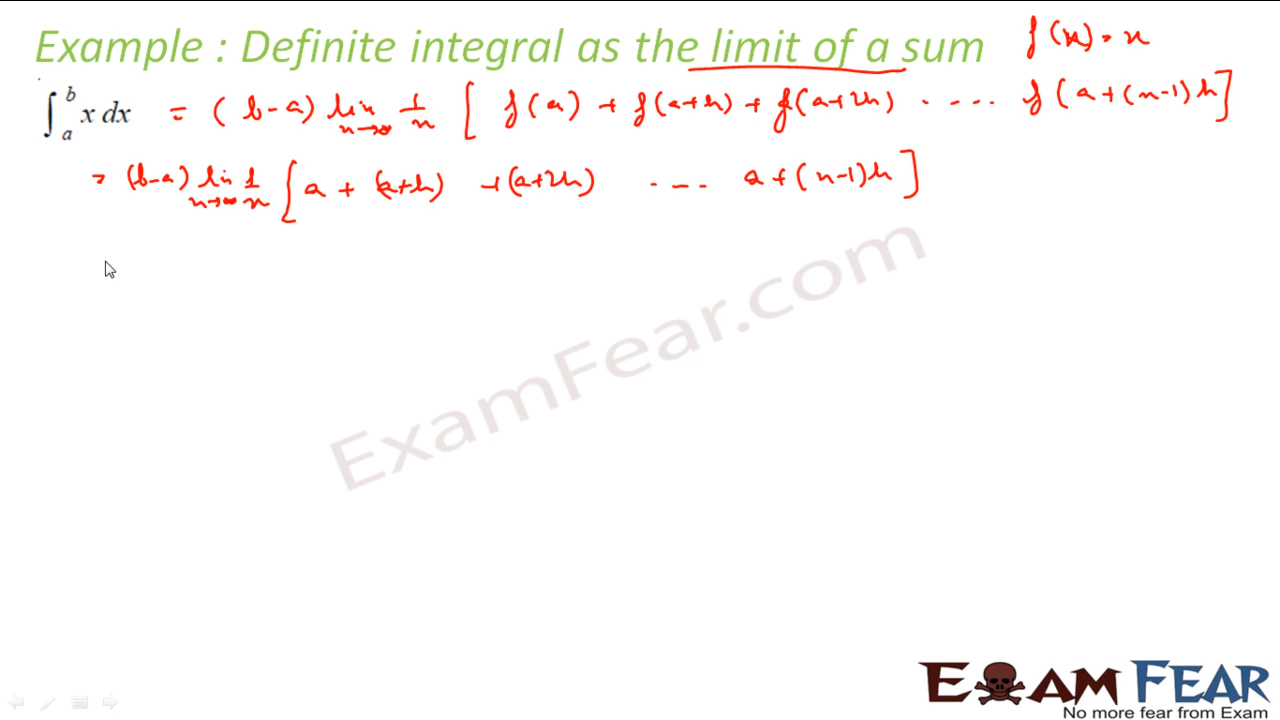 Example : Definite integral as the limit of a sum
f(x) = x
∫ₐᵇ x dx = (b-a) lim n→∞ 1/n [ f(a) + f(a+h) + f(a+2h) ..... f(a+(n-1)h]
= (b-a) lim n→∞ 1/n [ a + (a+h) + (a+2h) ..... a+(n-1)h ]
ExamFear.com
EXAM FEAR
No more fear from Exam